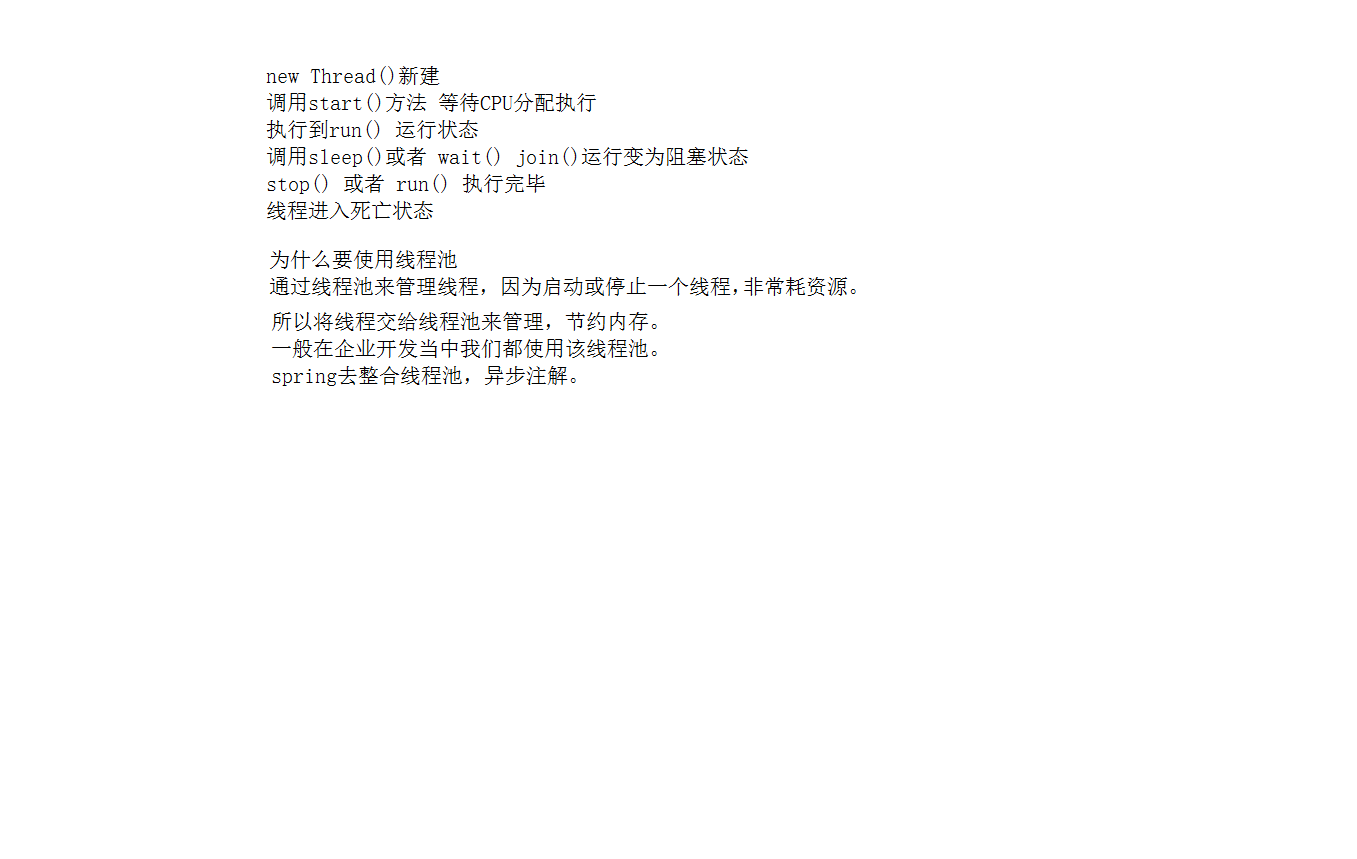 new Thread()新建
调用start()方法 等待CPU分配执行
执行到run() 运行状态
调用sleep()或者 wait() join()运行变为阻塞状态
stop() 或者 run() 执行完毕
线程进入死亡状态
为什么要使用线程池
通过线程池来管理线程，因为启动或停止一个线程，非常耗资源。
所以将线程交给线程池来管理，节约内存。
一般在企业开发当中我们都使用该线程池。
spring去整合线程池，异步注解。